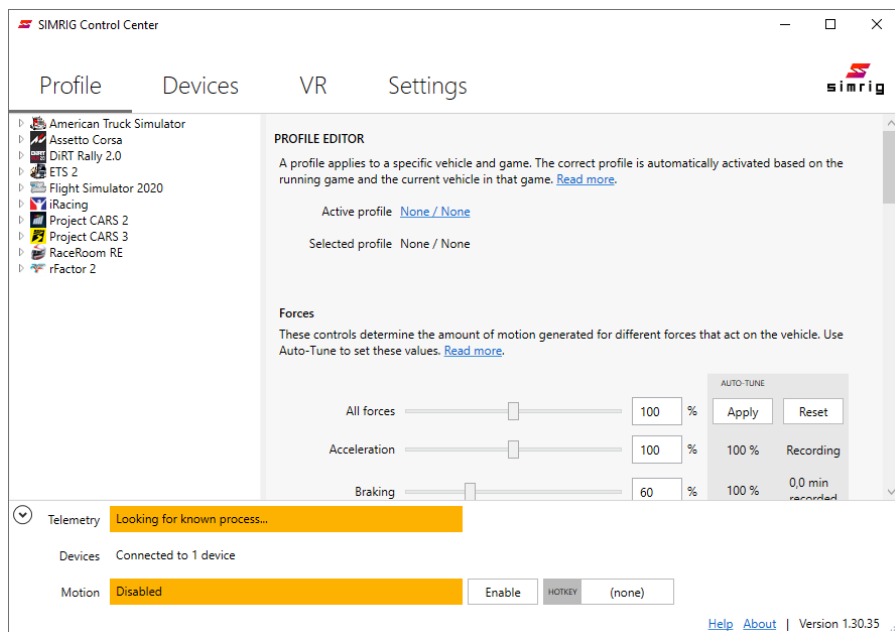 SIMRIG Control Center
Profile Devices VR Settings
simrig
American Truck Simulator
Assetto Corsa
DiRT Rally 2.0
ETS 2
Flight Simulator 2020
iRacing
Project CARS 2
Project CARS 3
RaceRoom RE
rFactor 2
PROFILE EDITOR
A profile applies to a specific vehicle and game. The correct profile is automatically activated based on the
running game and the current vehicle in that game. Read more.
Active profile None / None
Selected profile None / None
Forces
These controls determine the amount of motion generated for different forces that act on the vehicle. Use
Auto-Tune to set these values. Read more.
AUTO-TUNE
All forces 100 % Apply Reset
Acceleration 100 % 100 % Recording
Braking 60 % 100 % 0,0 min
recorded
Telemetry Looking for known process...
Devices Connected to 1 device
Motion Disabled Enable HOTKEY (none)
Help About | Version 1.30.35